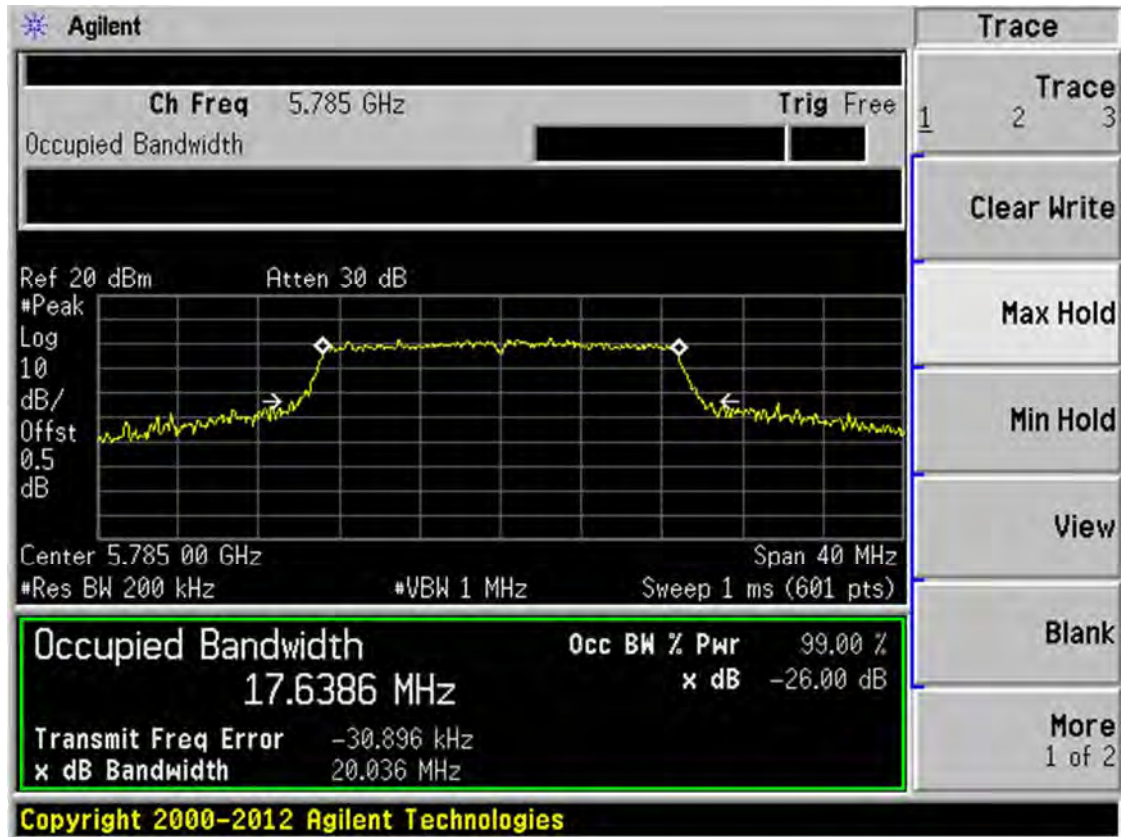 Agilent
Trace
Ch Freq 5.785 GHz Trig Free
Occupied Bandwidth
Trace
1 2 3
Clear Write
Max Hold
Min Hold
View
Blank
More
1 of 2
Ref 20 dBm Atten 30 dB
#Peak
Log
10
dB/
Offst
0.5
dB
Center 5.785 00 GHz Span 40 MHz
#Res BW 200 kHz #VBW 1 MHz Sweep 1 ms (601 pts)
Occupied Bandwidth
17.6386 MHz
Occ BW % Pwr 99.00 %
x dB -26.00 dB
Transmit Freq Error -30.896 kHz
x dB Bandwidth 20.036 MHz
Copyright 2000-2012 Agilent Technologies